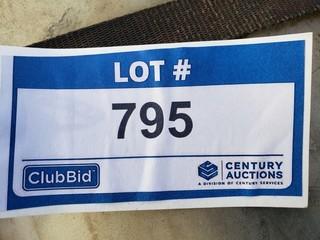 LOT #
795
ClubBid
CENTURY
AUCTIONS
A DIVISION OF CENTURY SERVICES